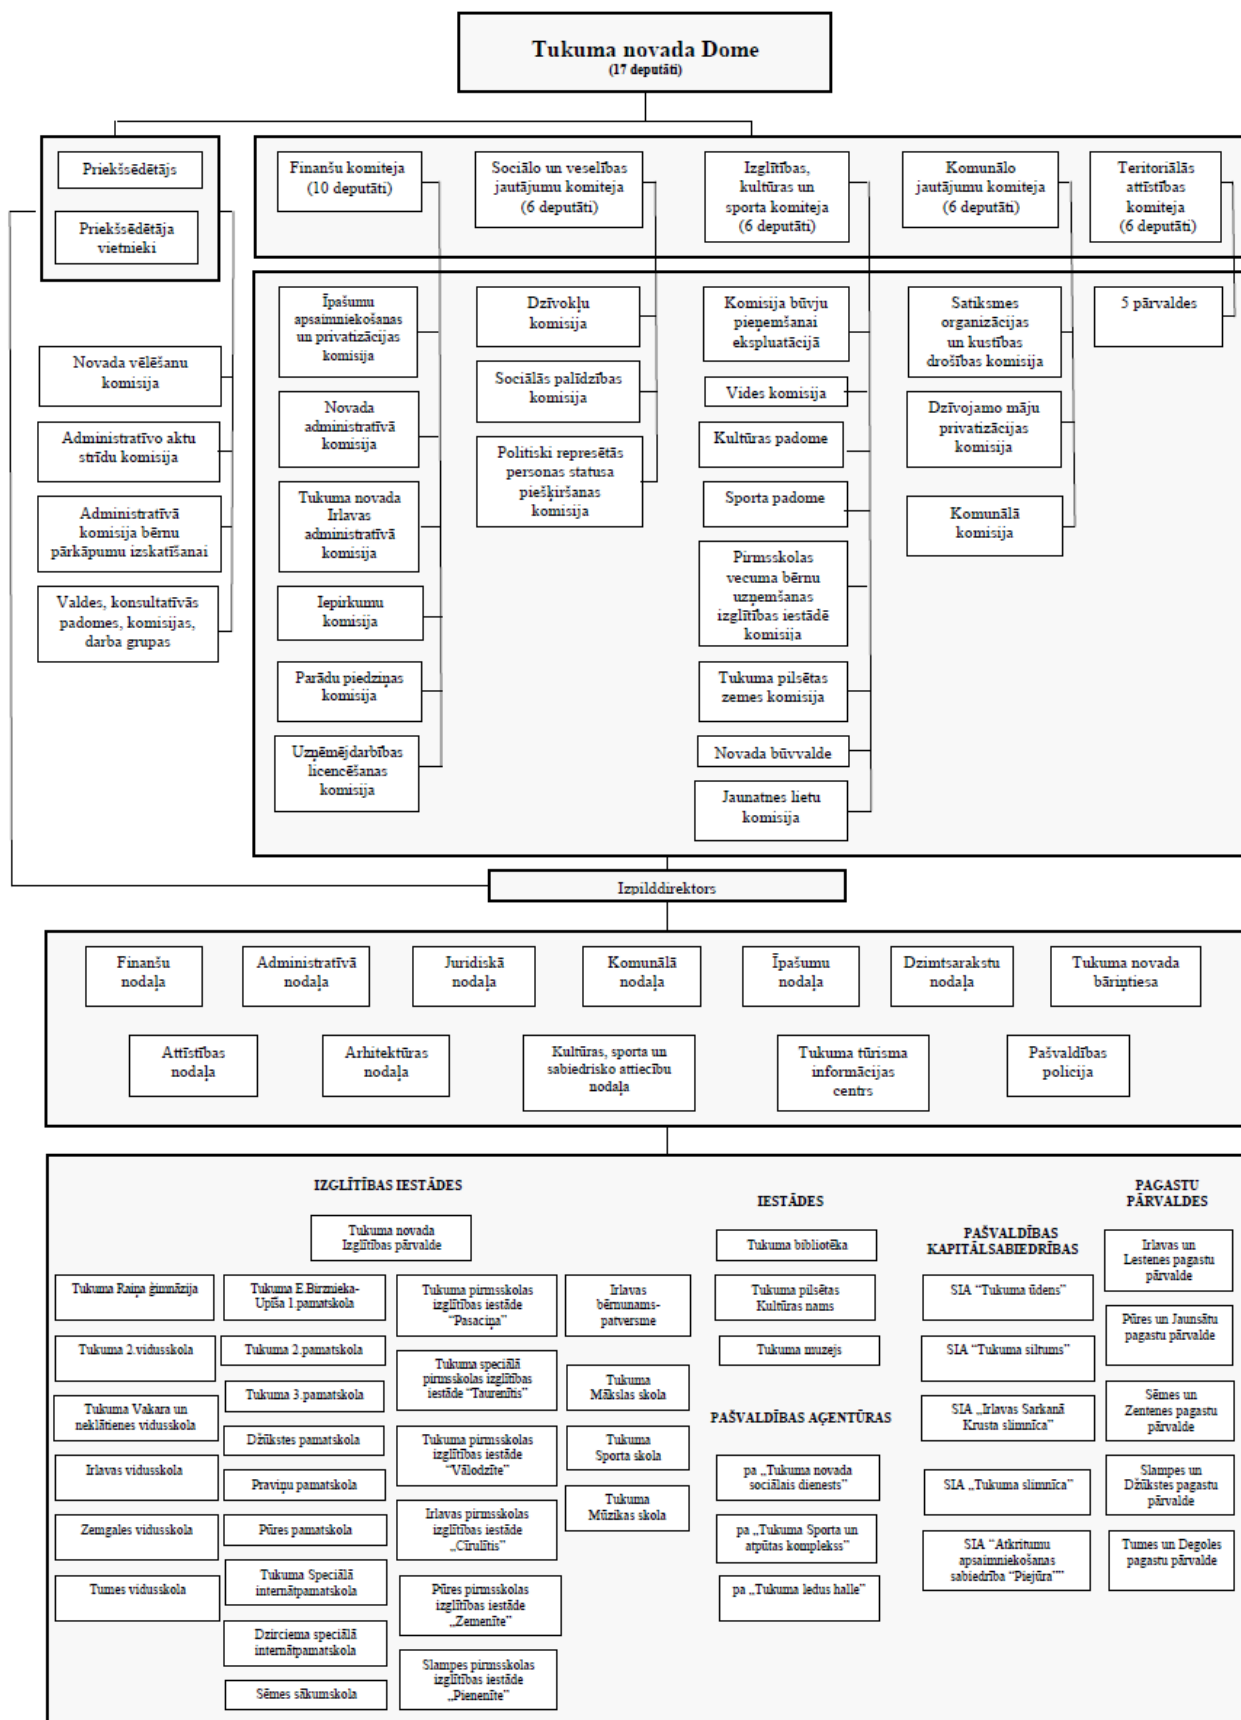 Tukuma novada Dome
(17 deputāti)
Priekšsēdētājs
Priekšsēdētāja
vietnieki
Finanšu komiteja
(10 deputāti)
Sociālo un veselības
jautājumu komiteja
(6 deputāti)
Izglītības,
kultūras un
sporta komiteja
(6 deputāti)
Komunālo
jautājumu komiteja
(6 deputāti)
Teritoriālās
attīstības
komiteja
(6 deputāti)
Novada vēlēšanu
komisija
Administratīvo aktu
strīdu komisija
Administratīvā
komisija bērnu
pārkāpumu izskatīšanai
Valdes, konsultatīvās
padomes, komisijas,
darba grupas
Īpašumu
apsaimniekošanas
un privatizācijas
komisija
Novada
administratīvā
komisija
Tukuma novada
Irlavas
administratīvā
komisija
Iepirkumu
komisija
Parādu piedziņas
komisija
Uzņēmējdarbības
licencēšanas
komisija
Dzīvokļu
komisija
Sociālās palīdzības
komisija
Politiski represētās
personas statusa
piešķiršanas
komisija
Komisija būvju
pieņemšanai
ekspluatācijā
Vides komisija
Kultūras padome
Sporta padome
Pirmsskolas
vecuma bērnu
uzņemšanas
izglītības iestādē
komisija
Tukuma pilsētas
zemes komisija
Novada būvvalde
Jaunatnes lietu
komisija
Satiksmes
organizācijas
un kustības
drošības komisija
Dzīvojamo māju
privatizācijas
komisija
Komunālā
komisija
5 pārvaldes
Izpilddirektors
Finanšu
nodaļa
Administratīvā
nodaļa
Juridiskā
nodaļa
Komunālā
nodaļa
Īpašumu
nodaļa
Dzimtsarakstu
nodaļa
Tukuma novada
bāriņtiesa
Attīstības
nodaļa
Arhitektūras
nodaļa
Kultūras, sporta un
sabiedrisko attiecību
nodaļa
Tukuma tūrisma
informācijas
centrs
Pašvaldības
policija
IZGLĪTĪBAS IESTĀDES
Tukuma novada
Izglītības pārvalde
Tukuma Raiņa ģimnāzija
Tukuma 2.vidusskola
Tukuma Vakara un
neklātienes vidusskola
Irlavas vidusskola
Zemgales vidusskola
Tumes vidusskola
Tukuma E.Birznieka-
Upīša 1.pamatskola
Tukuma 2.pamatskola
Tukuma 3.pamatskola
Džūkstes pamatskola
Praviņu pamatskola
Pūres pamatskola
Tukuma Speciālā
internātpamatskola
Dzirciema speciālā
internātpamatskola
Sēmes sākumskola
Tukuma pirmsskolas
izglītības iestāde
"Pasaciņa"
Tukuma speciālā
pirmsskolas izglītības
iestāde "Taurenītis"
Tukuma pirmsskolas
izglītības iestāde
"Vālodzīte"
Irlavas pirmsskolas
izglītības iestāde
„Cīrulītis"
Pūres pirmsskolas
izglītības iestāde
„Zemenīte"
Slampes pirmsskolas
izglītības iestāde
„Pienenīte"
Irlavas
bērnunams-
patversme
Tukuma
Mākslas skola
Tukuma
Sporta skola
Tukuma
Mūzikas skola
IESTĀDES
Tukuma bibliotēka
Tukuma pilsētas
Kultūras nams
Tukuma muzejs
PAŠVALDĪBAS AĢENTŪRAS
pa „Tukuma novada
sociālais dienests"
pa „Tukuma Sporta un
atpūtas komplekss"
pa „Tukuma ledus halle"
PAŠVALDĪBAS
KAPITĀLSABIEDRĪBAS
SIA "Tukuma ūdens"
SIA "Tukuma siltums"
SIA „Irlavas Sarkanā
Krusta slimnīca"
SIA „Tukuma slimnīca"
SIA "Atkritumu
apsaimniekošanas
sabiedrība "Piejūra""
PAGASTU
PĀRVALDES
Irlavas un
Lestenes pagastu
pārvalde
Pūres un Jaunsātu
pagastu pārvalde
Sēmes un
Zentenes pagastu
pārvalde
Slampes un
Džūkstes pagastu
pārvalde
Tumes un Degoles
pagastu pārvalde